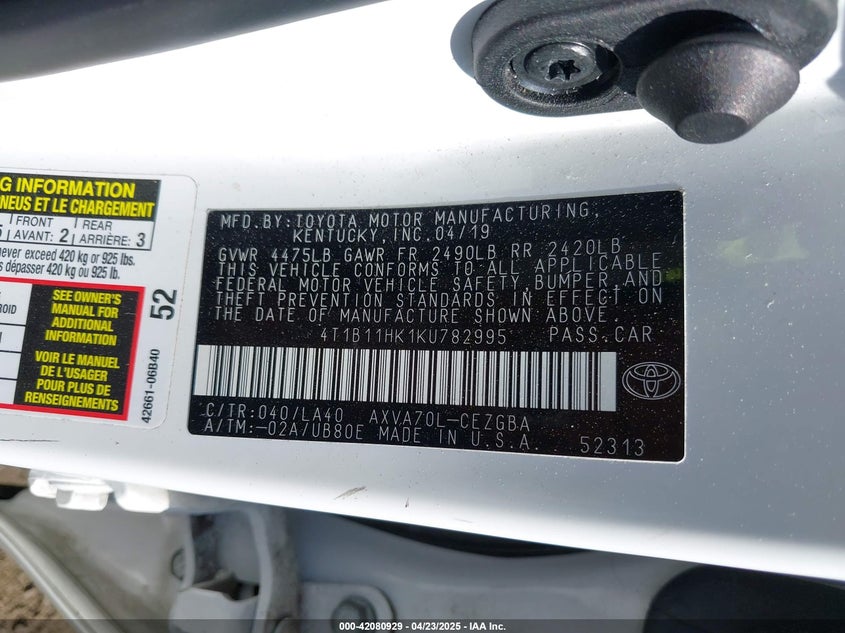 G INFORMATION
NEUS ET LE CHARGEMENT
5 FRONT REAR
AVANT: 2 ARRIÈRE: 3
never exceed 420 kg or 925 lbs.
dépasser 420 kg ou 925 lb.
SEE OWNER'S
MANUAL FOR
ADDITIONAL
INFORMATION
VOIR LE MANUEL
DE L'USAGER
POUR PLUS DE
RENSEIGNEMENTS
52
42661-06B40
MFD.BY:TOYOTA MOTOR MANUFACTURING,
KENTUCKY, INC.04/19
GVWR 4475LB GAWR FR 2490LB RR 2420LB
THIS VEHICLE CONFORMS TO ALL APPLICABLE
FEDERAL MOTOR VEHICLE SAFETY, BUMPER, AND
THEFT PREVENTION STANDARDS IN EFFECT ON
THE DATE OF MANUFACTURE SHOWN ABOVE.
4T1B11HK1KU782995 PASS.CAR
C/TR:040/LA40 AXVA70L-CEZGBA
A/TM:-02A/UB80E MADE IN U.S.A.
52313
000-42080929 - 04/23/2025 - IAA Inc.